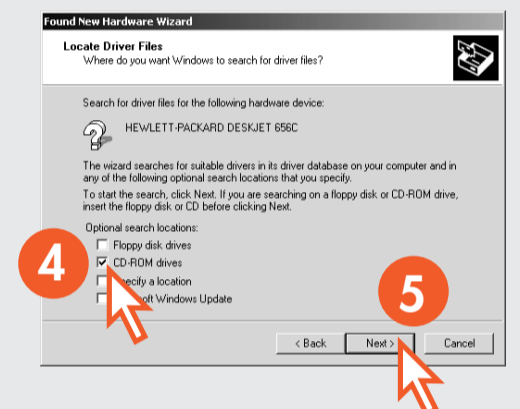 Found New Hardware Wizard
Locate Driver Files
Where do you want Windows to search for driver files?
Search for driver files for the following hardware device:
HEWLETT-PACKARD DESKJET 656C
The wizard searches for suitable drivers in its driver database on your computer and in
any of the following optional search locations that you specify.
To start the search, click Next. If you are searching on a floppy disk or CD-ROM drive,
insert the floppy disk or CD before clicking Next.
Optional search locations:
Floppy disk drives
4
CD-ROM drives
a location
Windows Update
5
< Back
Next >
Cancel